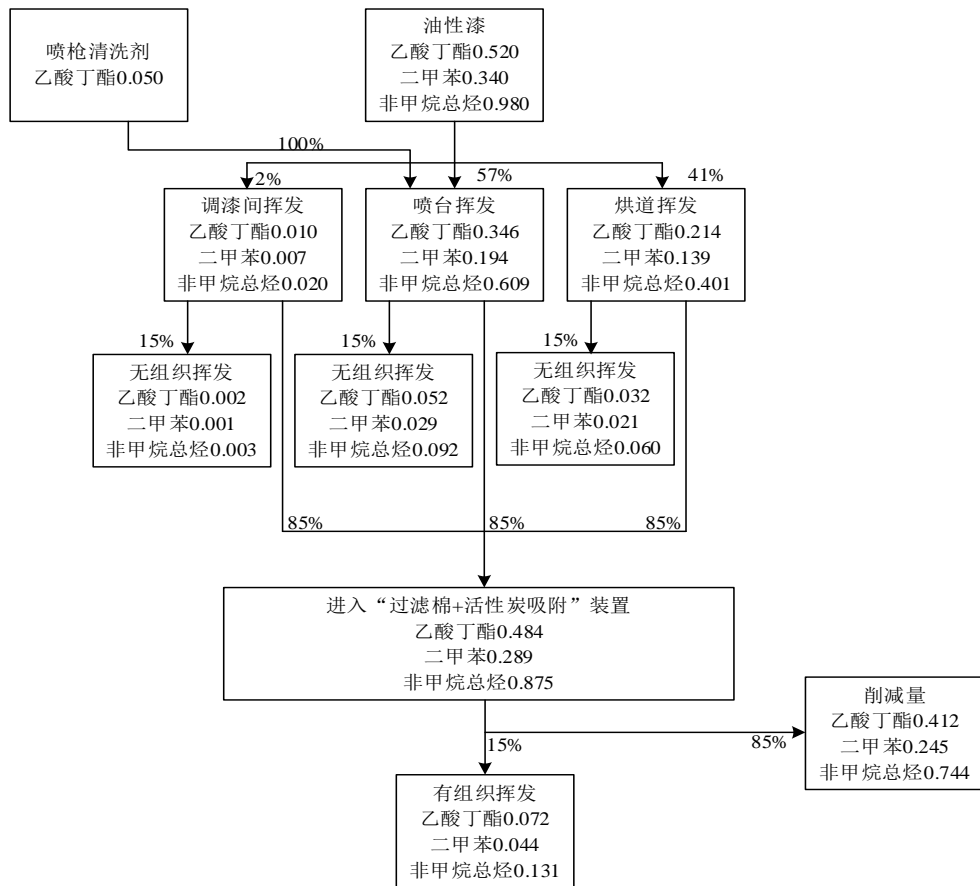 喷枪清洗剂
乙酸丁酯0.050
油性漆
乙酸丁酯0.520
二甲苯0.340
非甲烷总烃0.980
100%
2%
57%
41%
调漆间挥发
乙酸丁酯0.010
二甲苯0.007
非甲烷总烃0.020
喷台挥发
乙酸丁酯0.346
二甲苯0.194
非甲烷总烃0.609
烘道挥发
乙酸丁酯0.214
二甲苯0.139
非甲烷总烃0.401
15%
15%
15%
无组织挥发
乙酸丁酯0.002
二甲苯0.001
非甲烷总烃0.003
无组织挥发
乙酸丁酯0.052
二甲苯0.029
非甲烷总烃0.092
无组织挥发
乙酸丁酯0.032
二甲苯0.021
非甲烷总烃0.060
85%
85%
85%
进入“过滤棉+活性炭吸附”装置
乙酸丁酯0.484
二甲苯0.289
非甲烷总烃0.875
15%
85%
削减量
乙酸丁酯0.412
二甲苯0.245
非甲烷总烃0.744
有组织挥发
乙酸丁酯0.072
二甲苯0.044
非甲烷总烃0.131